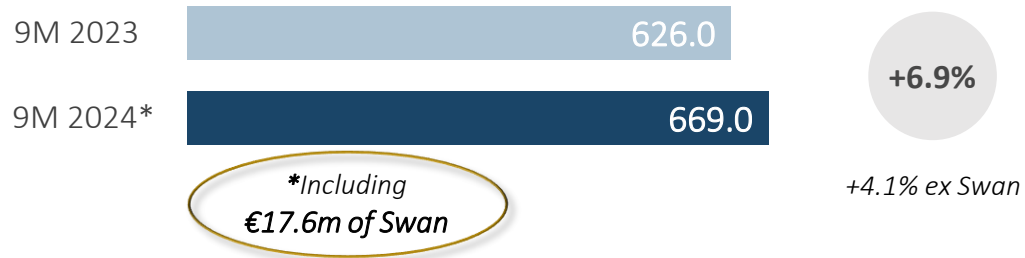 9M 2023
626.0
+6.9%
9M 2024*
669.0
*Including
€17.6m of Swan
+4.1% ex Swan